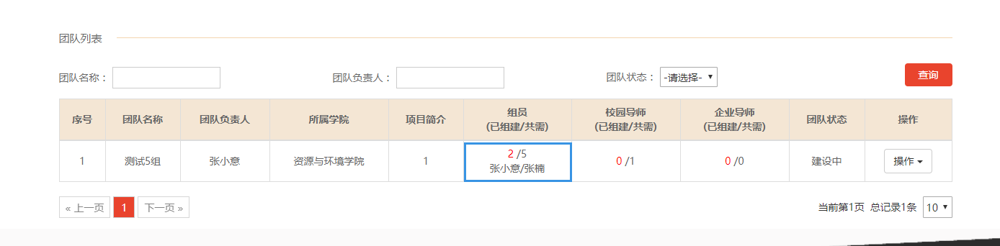 团队列表
团队名称： 团队负责人： 团队状态： -请选择- 查询
序号 团队名称 团队负责人 所属学院 项目简介 组员 校园导师 企业导师 团队状态 操作
(已组建/共需) (已组建/共需) (已组建/共需)
1 测试5组 张小意 资源与环境学院 1 2 /5 0 /1 0 /0 建设中 操作
张小意/张楠
« 上一页 1 下一页 » 当前第1页 总记录1条 10